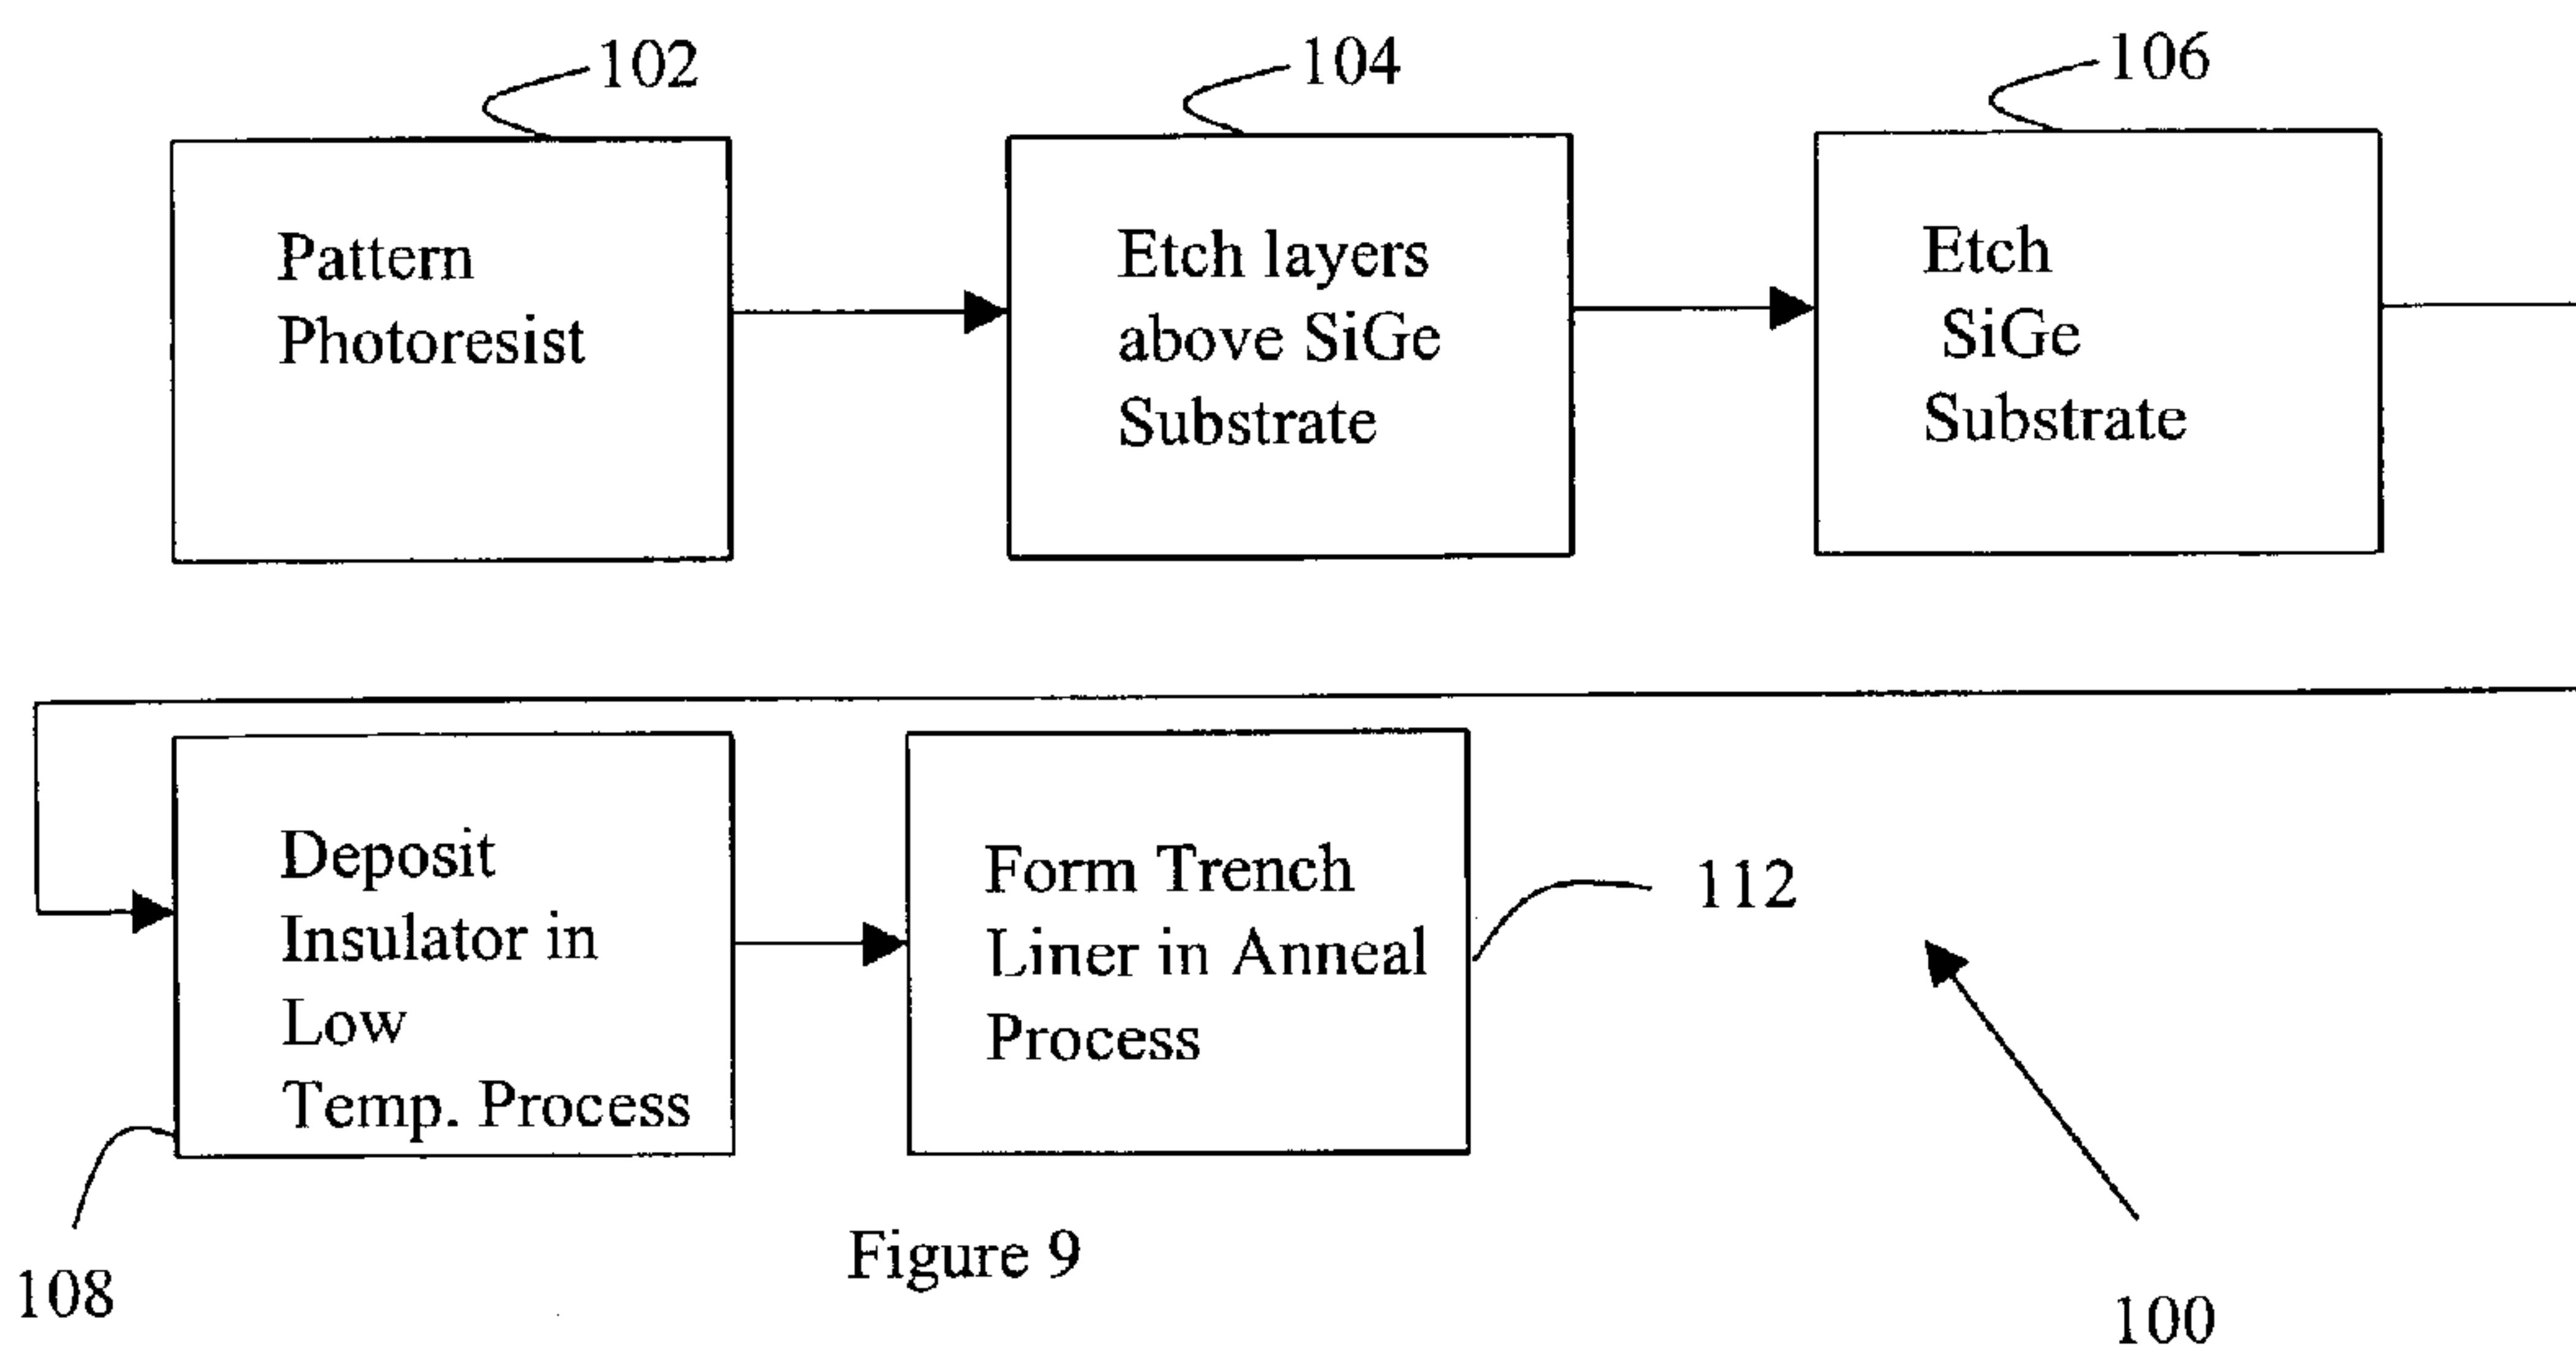 102
104
106
Pattern
Photoresist
Etch layers
above SiGe
Substrate
Etch
SiGe
Substrate
Deposit
Insulator in
Low
Temp. Process
Form Trench
Liner in Anneal
Process
112
108
Figure 9
100